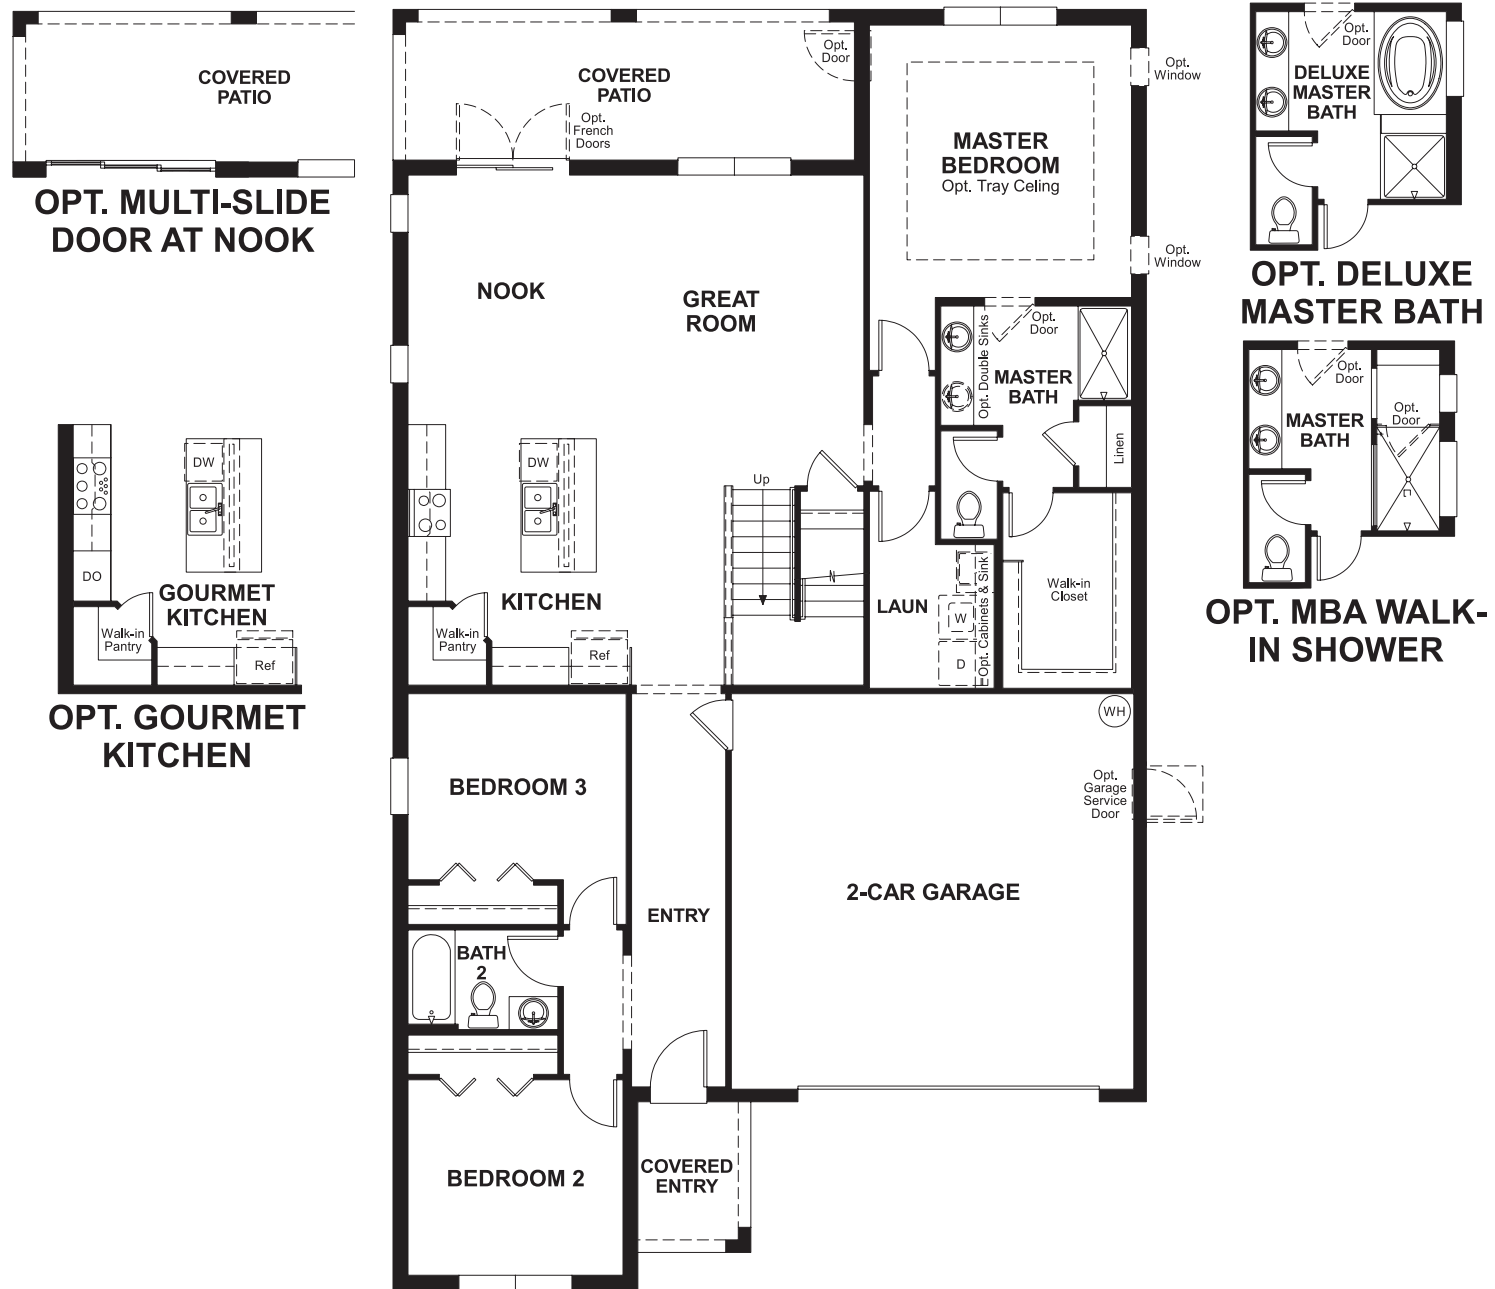 COVERED
PATIO
OPT. MULTI-SLIDE
DOOR AT NOOK
COVERED
PATIO
Opt.
Door
Opt.
French
Doors
MASTER
BEDROOM
Opt. Tray Celing
Opt.
Window
Opt.
Window
Opt.
Door
DELUXE
MASTER
BATH
OPT. DELUXE
MASTER BATH
NOOK
GREAT
ROOM
Opt. Double Sinks
Opt.
Door
MASTER
BATH
Linen
Opt.
Door
Opt.
Door
MASTER
BATH
OPT. MBA WALK-
IN SHOWER
DW
DO
GOURMET
KITCHEN
Walk-in
Pantry
Ref
OPT. GOURMET
KITCHEN
DW
KITCHEN
Walk-in
Pantry
Ref
Up
LAUN
W
D
Opt. Cabinets & Sink
Walk-in
Closet
WH
Opt.
Garage
Service
Door
BEDROOM 3
2-CAR GARAGE
ENTRY
BATH
2
BEDROOM 2
COVERED
ENTRY